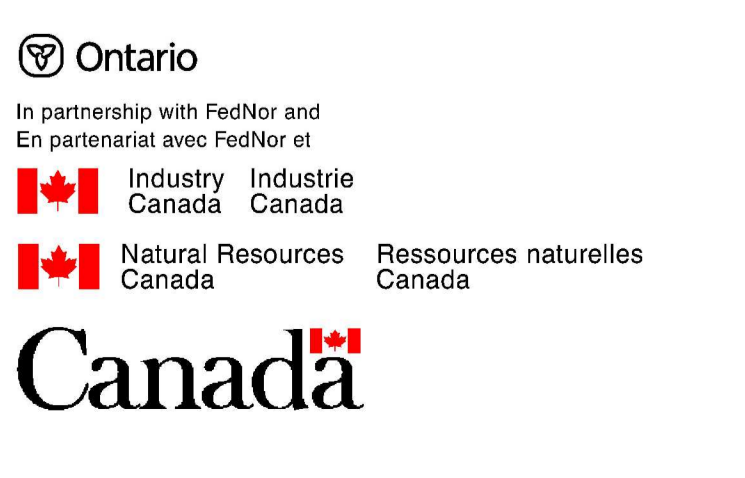 Ontario
In partnership with FedNor and
En partenariat avec FedNor et
Industry Industrie
Canada Canada
Natural Resources Ressources naturelles
Canada Canada
Canada